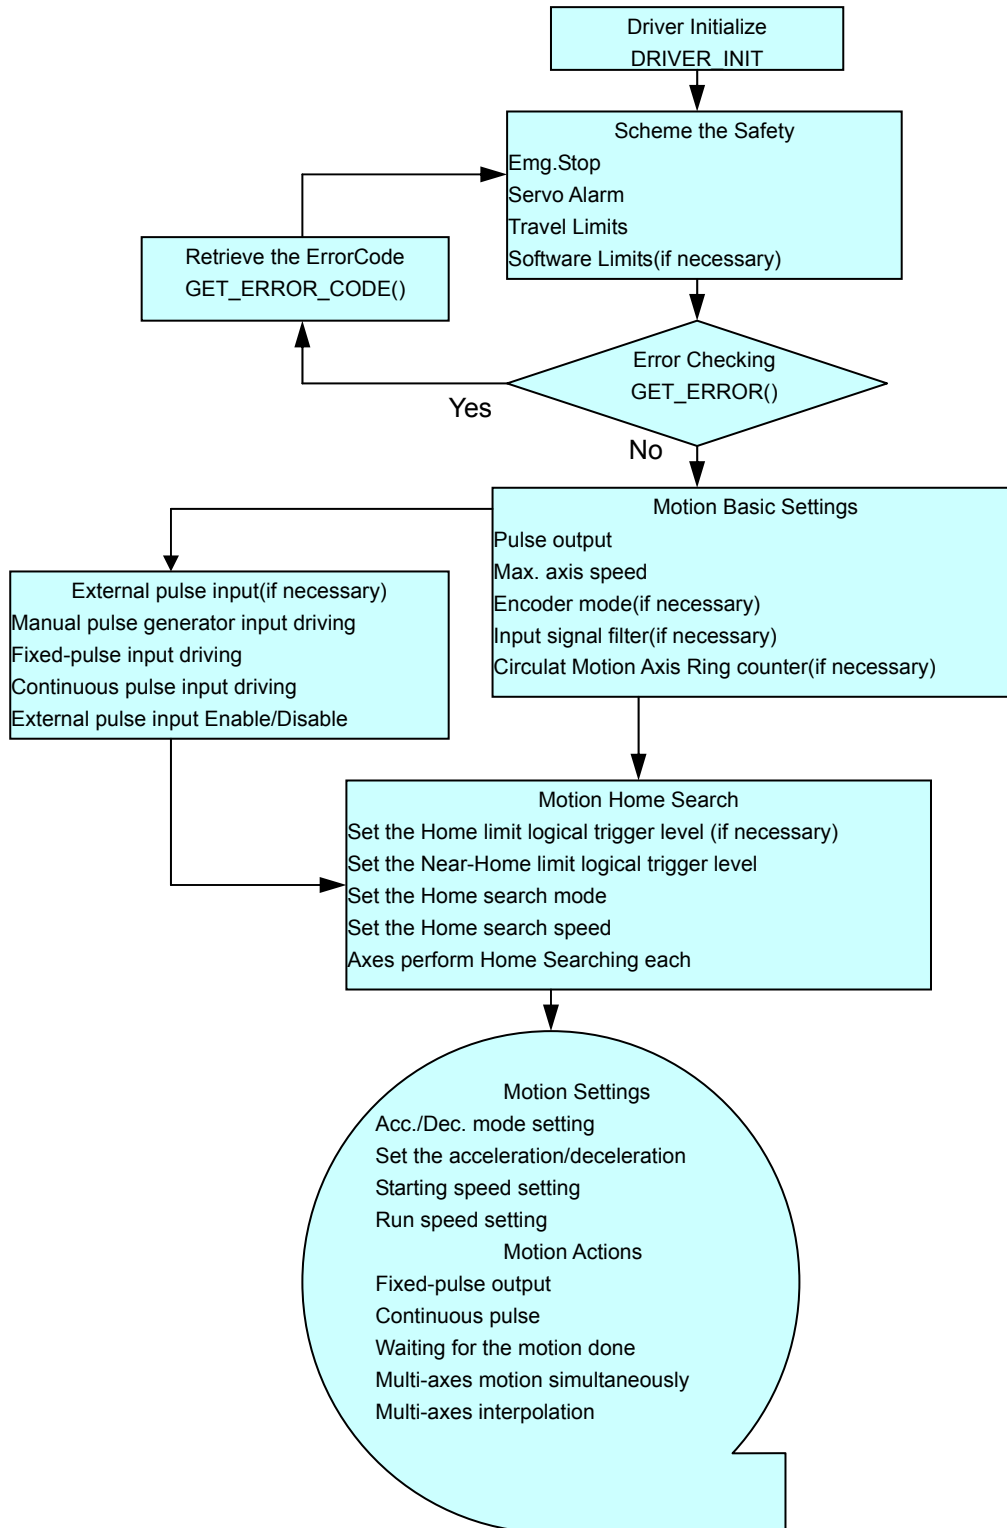 Driver Initialize
DRIVER_INIT
Scheme the Safety
Emg.Stop
Servo Alarm
Travel Limits
Software Limits(if necessary)
Retrieve the ErrorCode
GET_ERROR_CODE()
Error Checking
GET_ERROR()
Yes
No
Motion Basic Settings
Pulse output
Max. axis speed
Encoder mode(if necessary)
Input signal filter(if necessary)
Circulat Motion Axis Ring counter(if necessary)
External pulse input(if necessary)
Manual pulse generator input driving
Fixed-pulse input driving
Continuous pulse input driving
External pulse input Enable/Disable
Motion Home Search
Set the Home limit logical trigger level (if necessary)
Set the Near-Home limit logical trigger level
Set the Home search mode
Set the Home search speed
Axes perform Home Searching each
Motion Settings
Acc./Dec. mode setting
Set the acceleration/deceleration
Starting speed setting
Run speed setting
Motion Actions
Fixed-pulse output
Continuous pulse
Waiting for the motion done
Multi-axes motion simultaneously
Multi-axes interpolation